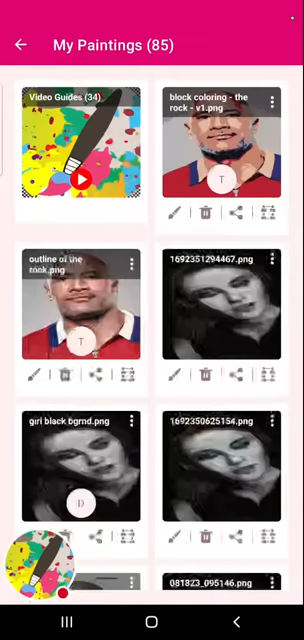 My Paintings (85)
Video Guides (34)
block coloring - the
rock - v1.png
T
outline of the
rock.png
T
1692351294467.png
girl black bgrnd.png
D
1692350625154.png
081823_095146.png